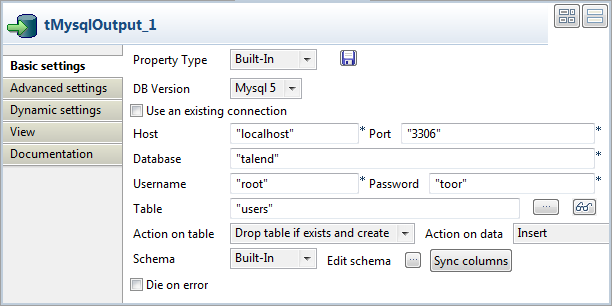 tMysqlOutput_1
Basic settings
Advanced settings
Dynamic settings
View
Documentation
Property Type Built-In
DB Version Mysql 5
Use an existing connection
Host "localhost" * Port "3306" *
Database "talend" *
Username "root" * Password "toor" *
Table "users" ...
Action on table Drop table if exists and create Action on data Insert
Schema Built-In Edit schema ... Sync columns
Die on error